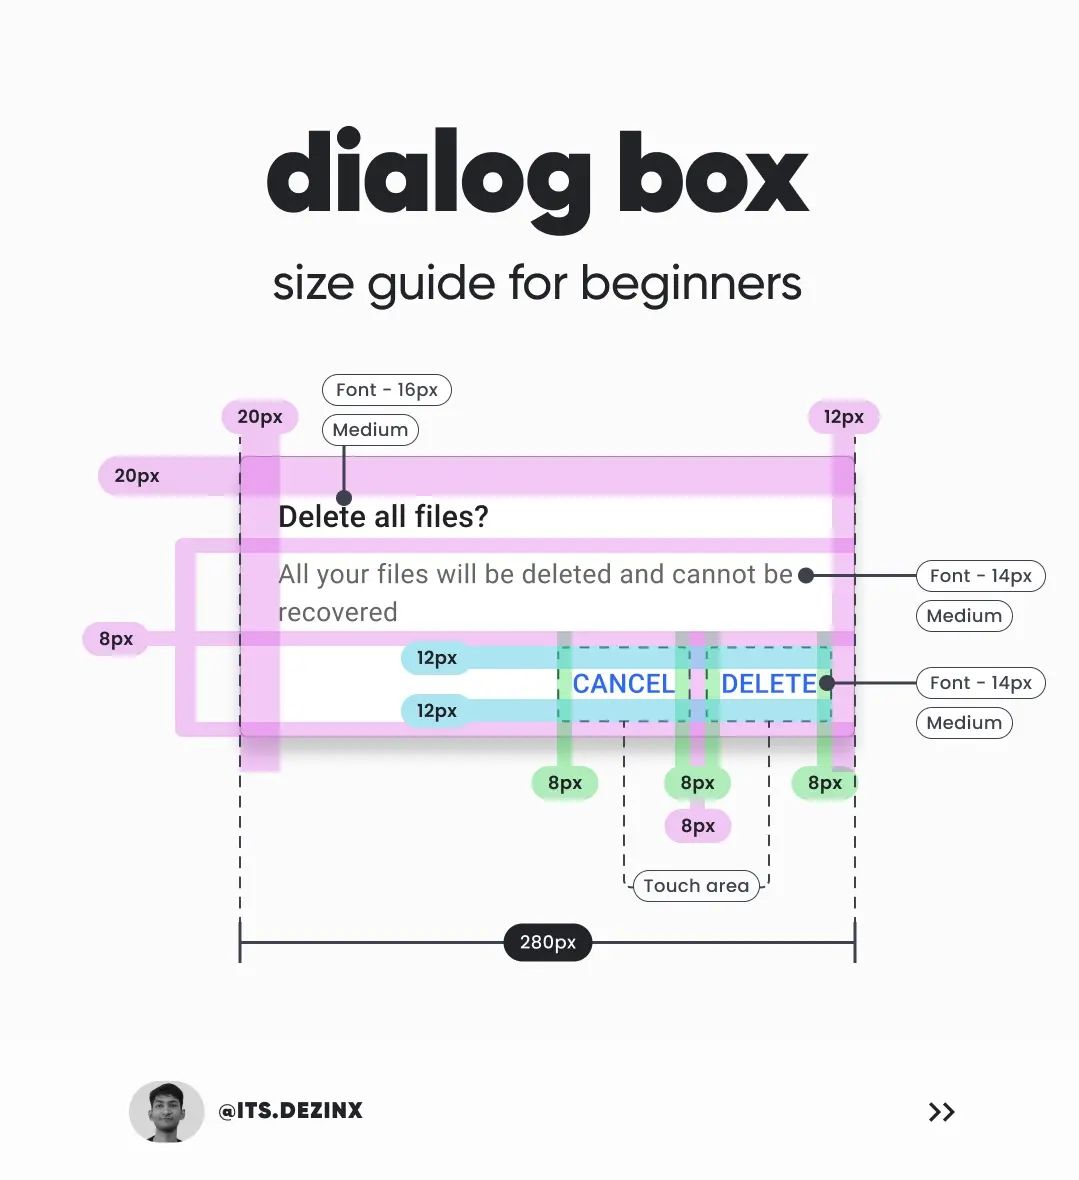 dialog box
size guide for beginners
Font - 16px
Medium
20px
12px
20px
Delete all files?
All your files will be deleted and cannot be
recovered
Font - 14px
Medium
8px
12px
CANCEL
DELETE
Font - 14px
12px
Medium
8px
8px
8px
8px
Touch area
280px
@ITS.DEZINX